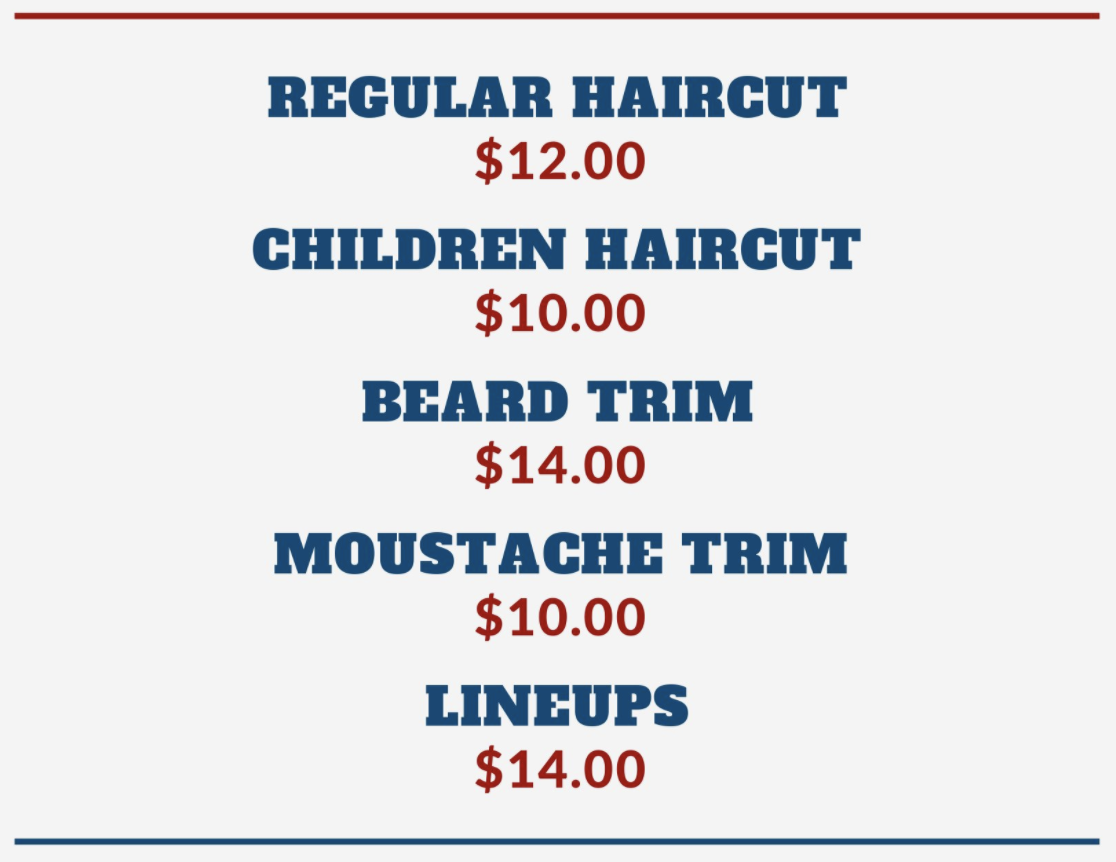 REGULAR HAIRCUT
$12.00
CHILDREN HAIRCUT
$10.00
BEARD TRIM
$14.00
MOUSTACHE TRIM
$10.00
LINEUPS
$14.00